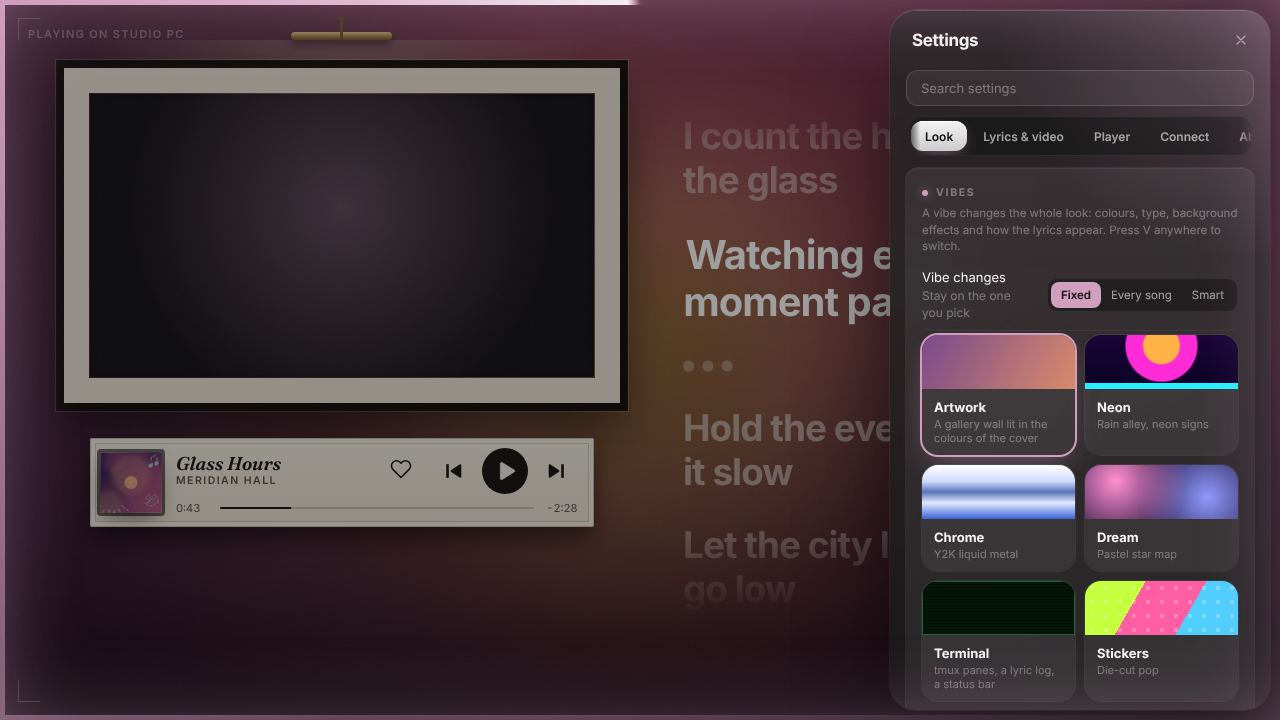 PLAYING ON STUDIO PC
Glass Hours
MERIDIAN HALL
0:43
-2:28
I count the
the glass
Watching
moment
Hold the
it slow
Let the city
go low
Settings
Search settings
Look
Lyrics & video
Player
Connect
VIBES
A vibe changes the whole look: colours, type, background
effects and how the lyrics appear. Press V anywhere to
switch.
Vibe changes
Stay on the one
you pick
Fixed
Every song
Smart
Artwork
A gallery wall lit in the
colours of the cover
Neon
Rain alley, neon signs
Chrome
Y2K liquid metal
Dream
Pastel star map
Terminal
tmux panes, a lyric log,
a status bar
Stickers
Die-cut pop